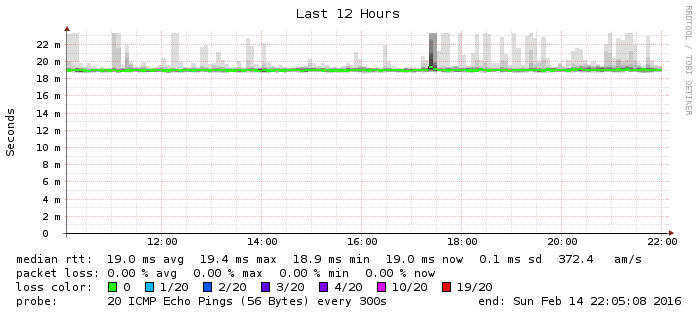 Last 12 Hours
RRDTOOL / TOBI OETIKER
Seconds
22 m
20 m
18 m
16 m
14 m
12 m
10 m
8 m
6 m
4 m
2 m
0
12:00 14:00 16:00 18:00 20:00 22:00
median rtt: 19.0 ms avg 19.4 ms max 18.9 ms min 19.0 ms now 0.1 ms sd 372.4 am/s
packet loss: 0.00 % avg 0.00 % max 0.00 % min 0.00 % now
loss color: 0 1/20 2/20 3/20 4/20 10/20 19/20
probe: 20 ICMP Echo Pings (56 Bytes) every 300s end: Sun Feb 14 22:05:08 2016